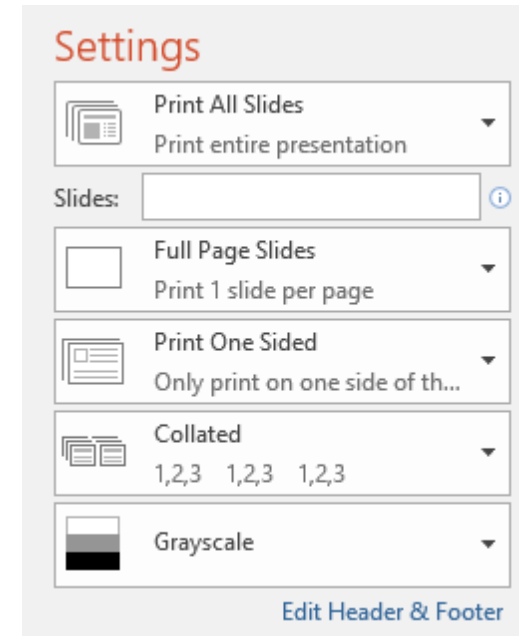 Settings
Print All Slides
Print entire presentation
Slides:
Full Page Slides
Print 1 slide per page
Print One Sided
Only print on one side of th...
Collated
1,2,3 1,2,3 1,2,3
Grayscale
Edit Header & Footer